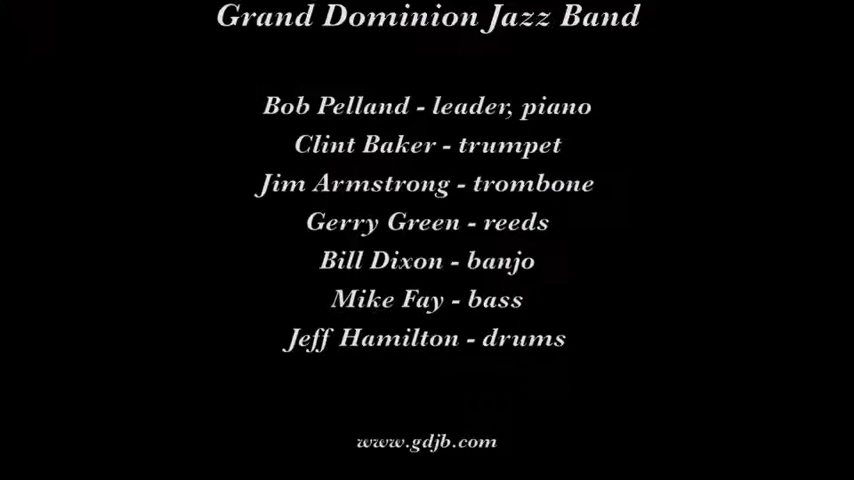 Grand Dominion Jazz Band
Bob Pelland - leader, piano
Clint Baker - trumpet
Jim Armstrong - trombone
Gerry Green - reeds
Bill Dixon - banjo
Mike Fay - bass
Jeff Hamilton - drums
www.gdjb.com